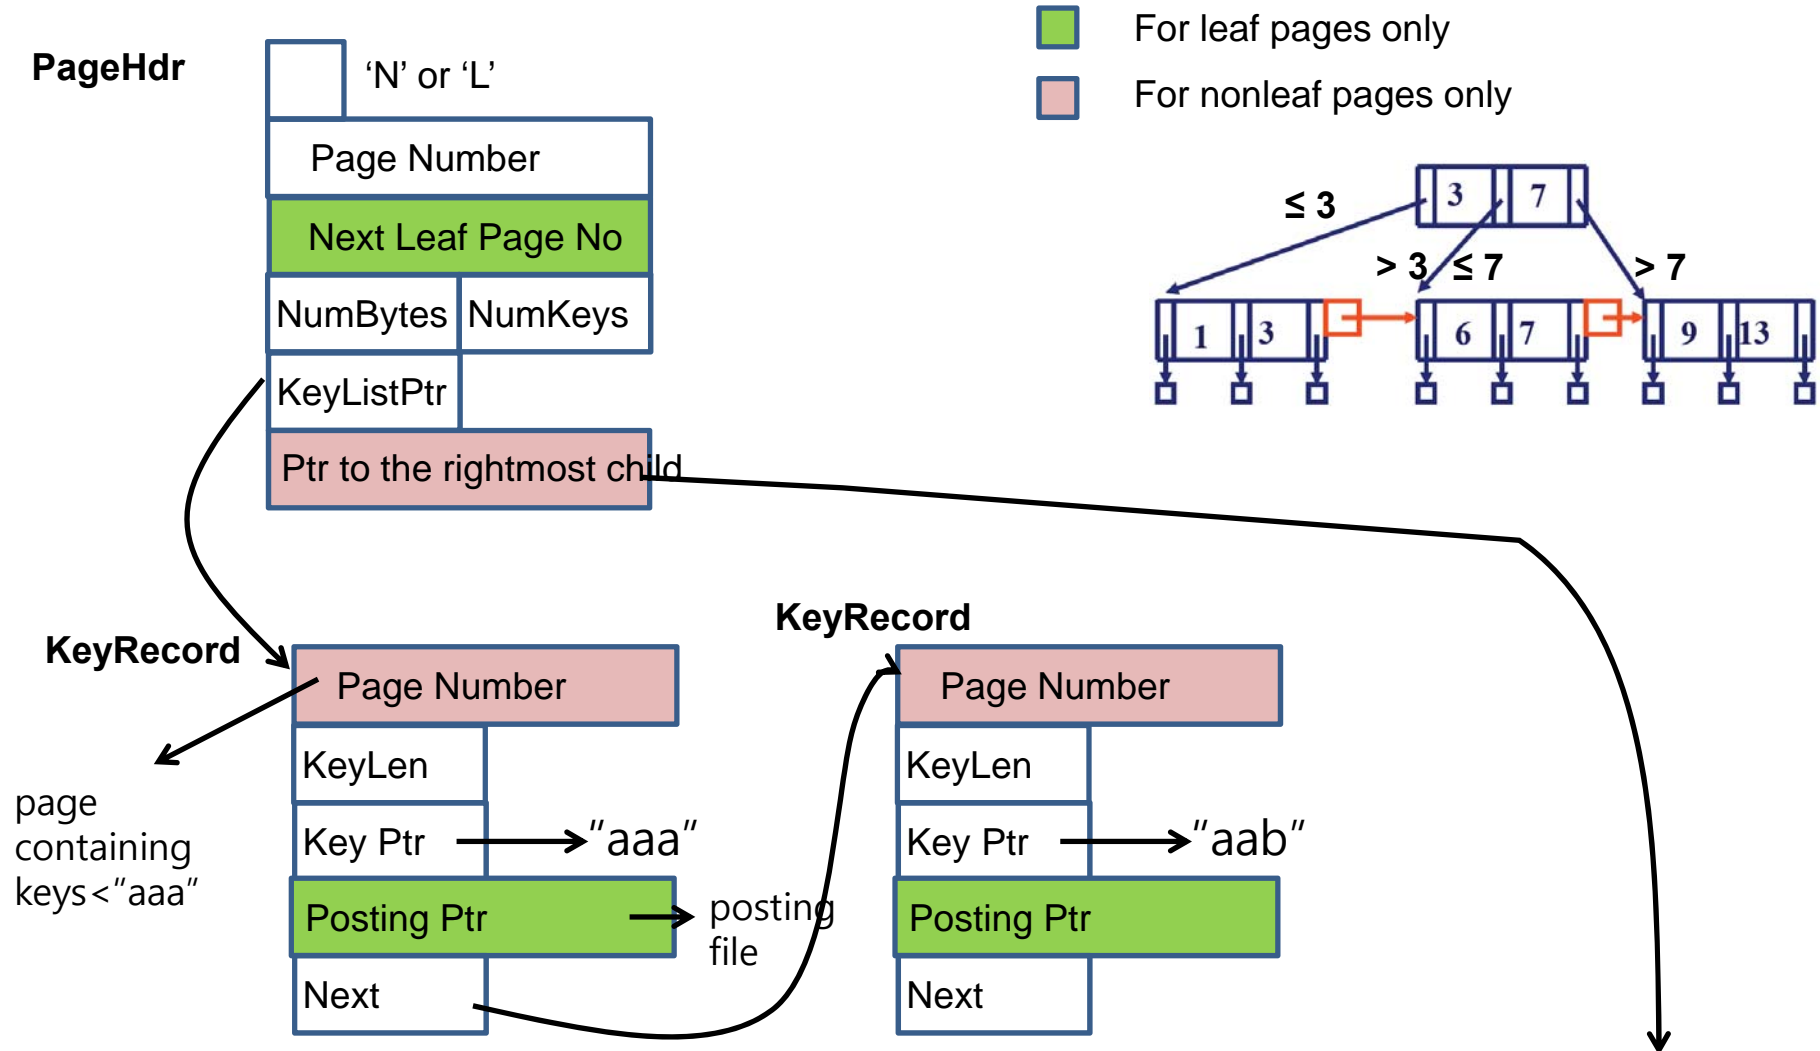 PageHdr
‘N’ or ‘L’
Page Number
Next Leaf Page No
NumBytes
NumKeys
KeyListPtr
Ptr to the rightmost child
For leaf pages only
For nonleaf pages only
3
7
≤ 3
> 3
≤ 7
> 7
1
3
6
7
9
13
KeyRecord
Page Number
KeyLen
Key Ptr
"aaa"
Posting Ptr
posting
file
Next
page
containing
keys<"aaa"
KeyRecord
Page Number
KeyLen
Key Ptr
"aab"
Posting Ptr
Next